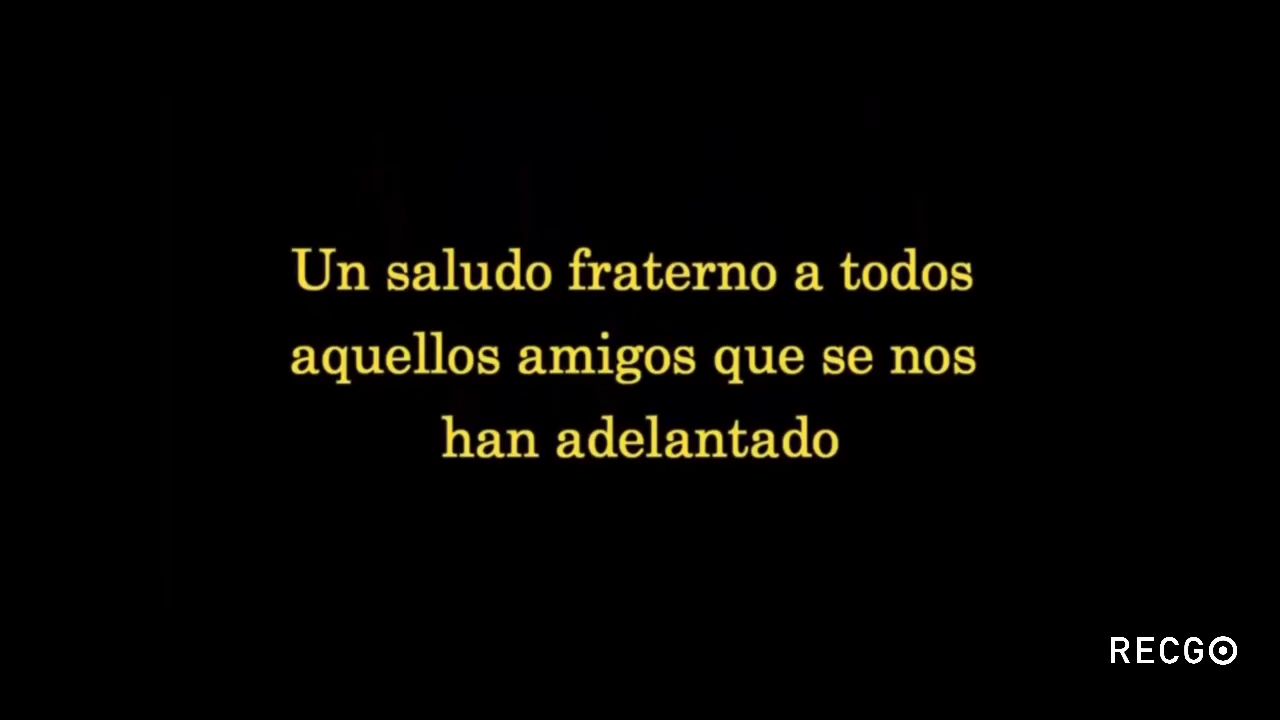 Un saludo fraterno a todos
aquellos amigos que se nos
han adelantado
RECGO